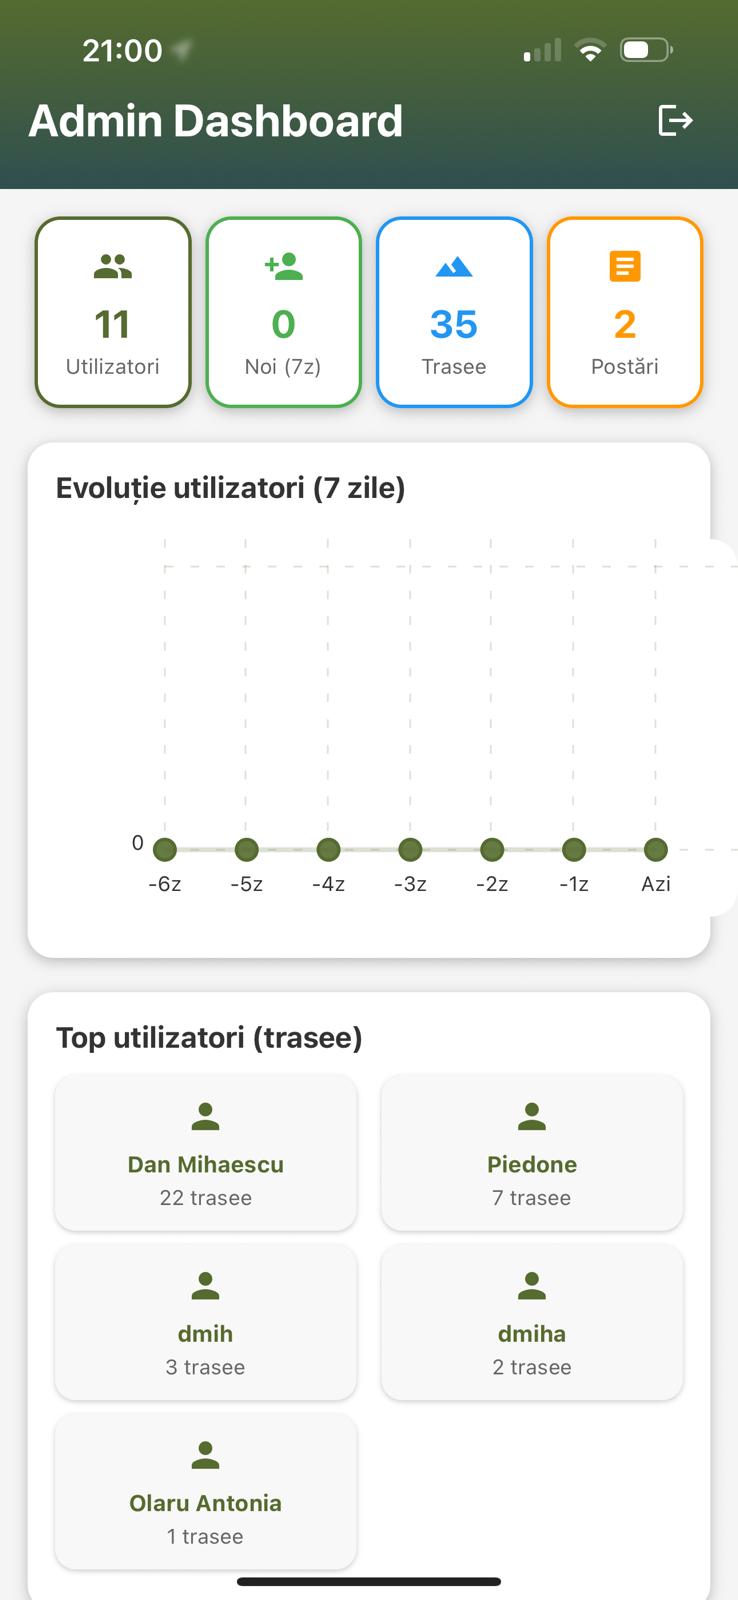 21:00
Admin Dashboard
11
Utilizatori
0
Noi (7z)
35
Trasee
2
Postări
Evoluție utilizatori (7 zile)
0
-6z -5z -4z -3z -2z -1z Azi
Top utilizatori (trasee)
Dan Mihaescu
22 trasee
Piedone
7 trasee
dmih
3 trasee
dmiha
2 trasee
Olaru Antonia
1 trasee